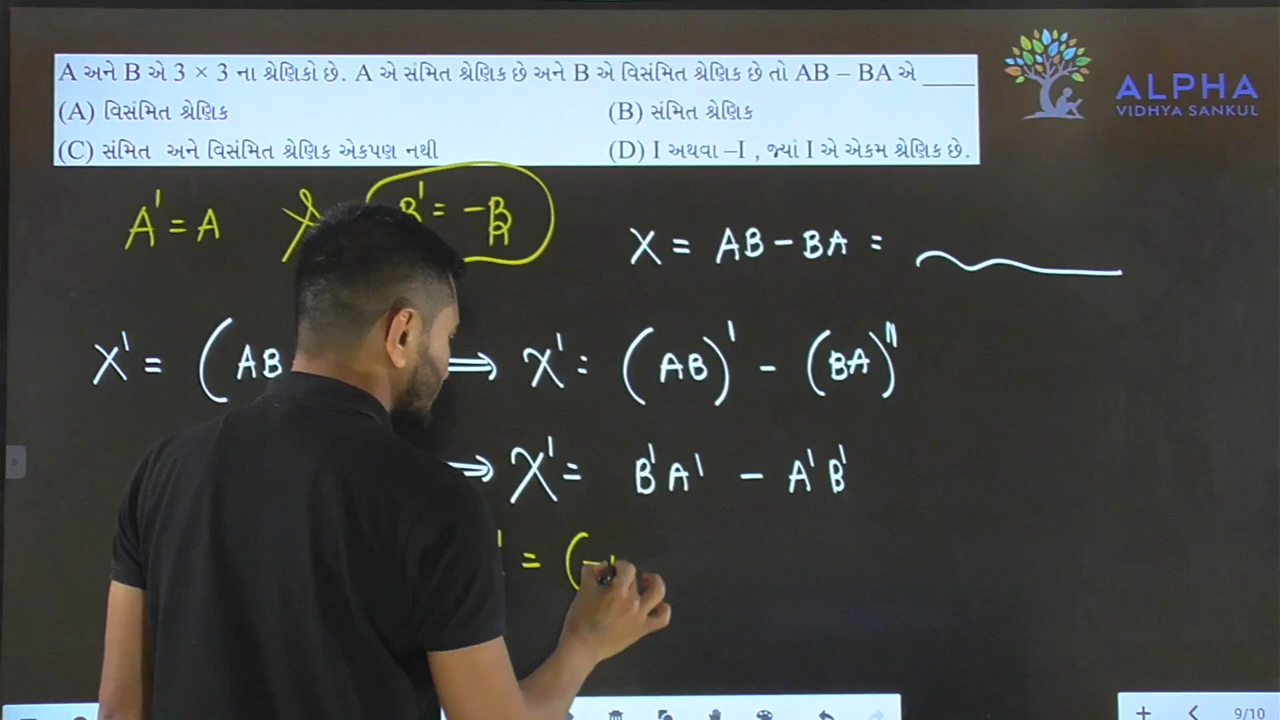 A અને B એ 3 × 3 ના શ્રેણિકો છે. A એ સંમિત શ્રેણિક છે અને B એ વિસંમિત શ્રેણિક છે તો AB – BA એ _____
(A) વિસંમિત શ્રેણિક (B) સંમિત શ્રેણિક
(C) સંમિત અને વિસંમિત શ્રેણિક એકપણ નથી (D) I અથવા –I , જ્યાં I એ એકમ શ્રેણિક છે.
ALPHA
VIDHYA SANKUL
A' = A B' = -B
X = AB - BA =
X' = (AB ⟹ X' = (AB)' - (BA)'
⟹ X' = B'A' - A'B'
' = (-
9/10